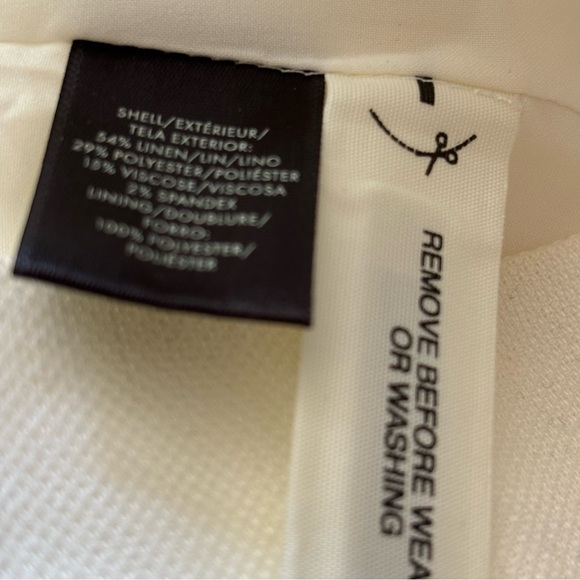 SHELL/EXTÉRIEUR/
TELA EXTERIOR:
54% LINEN/LIN/LINO
29% POLYESTER/POLIÉSTER
15% VISCOSE/VISCOSA
2% SPANDEX
LINING/DOUBLURE/
FORRO:
100% POLYESTER/
POLIÉSTER
REMOVE BEFORE WEA
OR WASHING